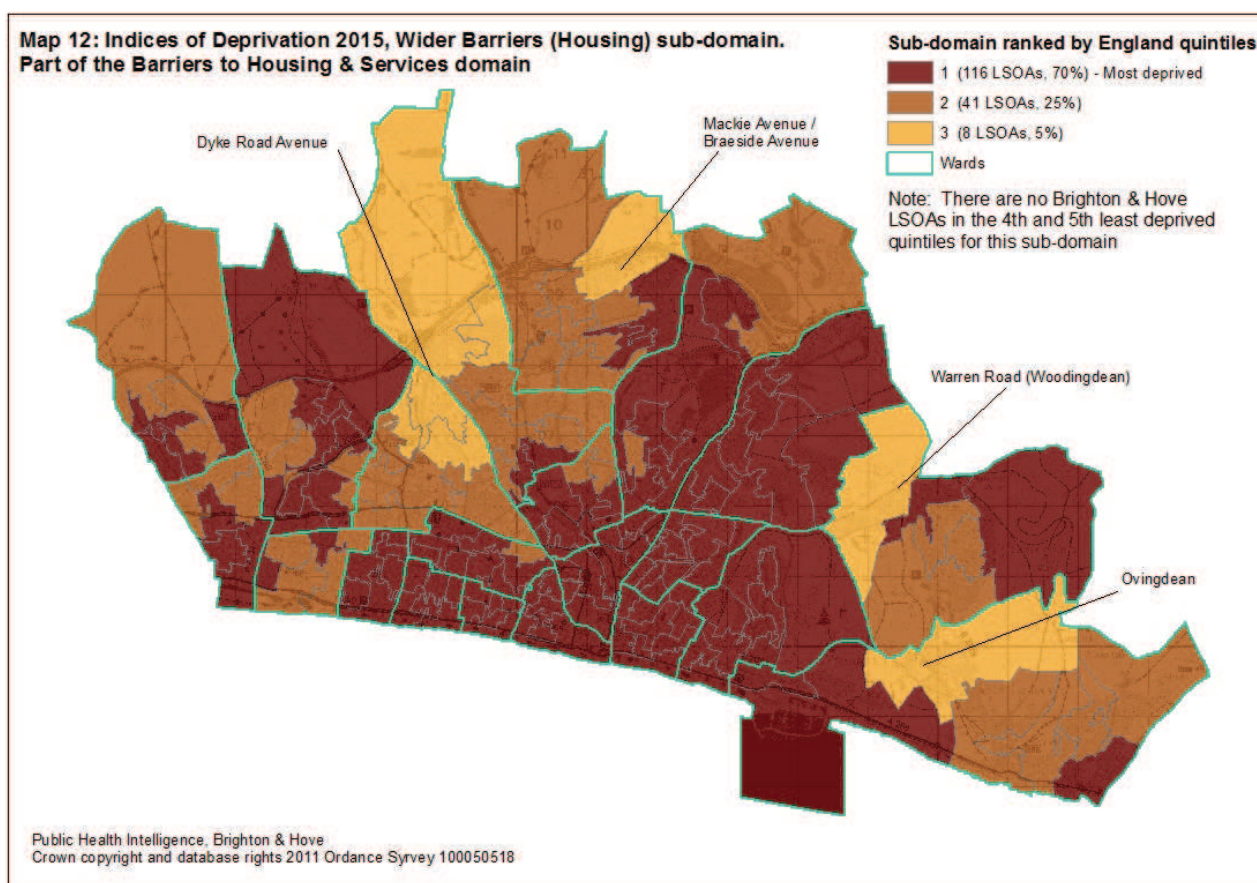 Map 12: Indices of Deprivation 2015, Wider Barriers (Housing) sub-domain.
Part of the Barriers to Housing & Services domain
Sub-domain ranked by England quintiles
1 (116 LSOAs, 70%) - Most deprived
2 (41 LSOAs, 25%)
3 (8 LSOAs, 5%)
Wards
Note: There are no Brighton & Hove
LSOAs in the 4th and 5th least deprived
quintiles for this sub-domain
Dyke Road Avenue
Mackie Avenue /
Braeside Avenue
Warren Road (Woodingdean)
Ovingdean
11
10
Public Health Intelligence, Brighton & Hove
Crown copyright and database rights 2011 Ordance Syrvey 100050518